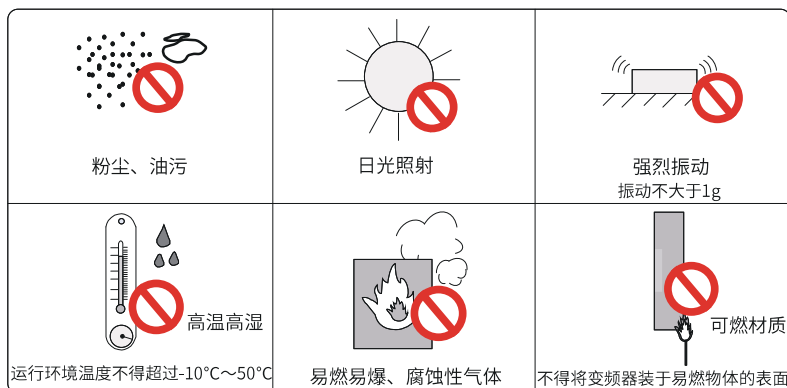 粉尘、油污
日光照射
强烈振动
振动不大于1g
高温高湿
运行环境温度不得超过-10℃～50℃
易燃易爆、腐蚀性气体
可燃材质
不得将变频器装于易燃物体的表面